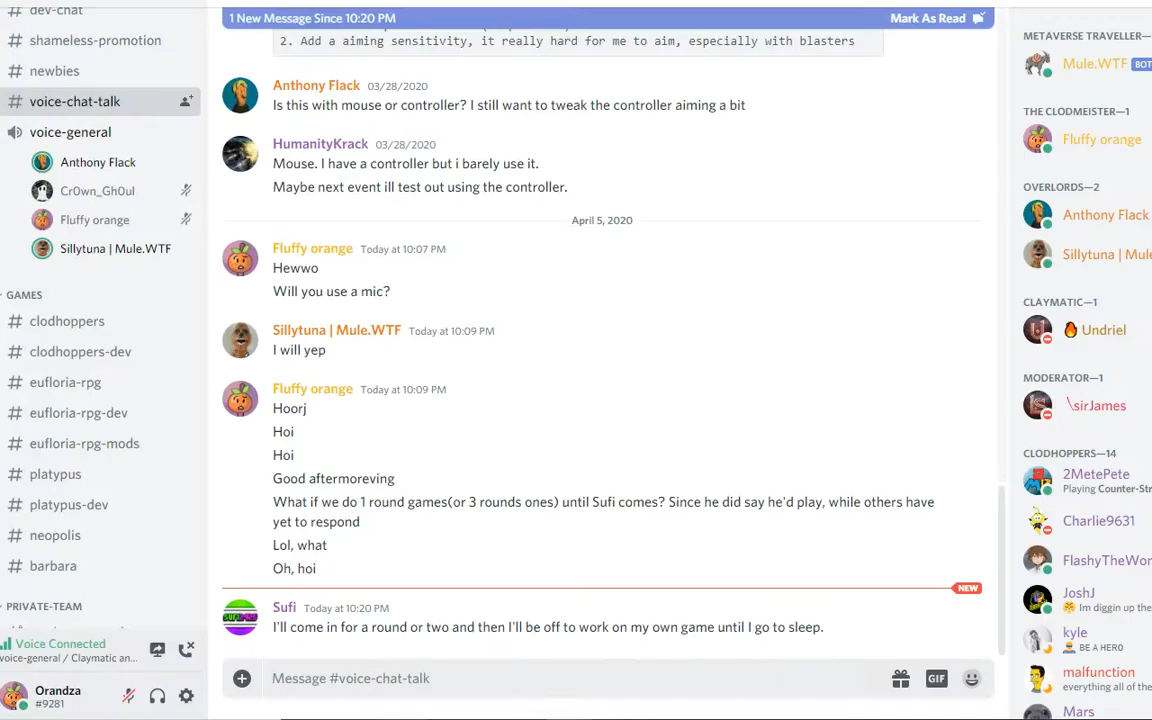 dev-chat
shameless-promotion
newbies
voice-chat-talk
voice-general
Anthony Flack
Cr0wn_Gh0ul
Fluffy orange
Sillytuna | Mule.WTF
GAMES
clodhoppers
clodhoppers-dev
eufloria-rpg
eufloria-rpg-dev
eufloria-rpg-mods
platypus
platypus-dev
neopolis
barbara
PRIVATE-TEAM
Voice Connected
voice-general / Claymatic an...
Orandza
#9281
1 New Message Since 10:20 PM
Mark As Read
2. Add a aiming sensitivity, it really hard for me to aim, especially with blasters
Anthony Flack 03/28/2020
Is this with mouse or controller? I still want to tweak the controller aiming a bit
HumanityKrack 03/28/2020
Mouse. I have a controller but i barely use it.
Maybe next event ill test out using the controller.
April 5, 2020
Fluffy orange Today at 10:07 PM
Hewwo
Will you use a mic?
Sillytuna | Mule.WTF Today at 10:09 PM
I will yep
Fluffy orange Today at 10:09 PM
Hoorj
Hoi
Hoi
Good aftermoreving
What if we do 1 round games(or 3 rounds ones) until Sufi comes? Since he did say he'd play, while others have
yet to respond
Lol, what
Oh, hoi
NEW
Sufi Today at 10:20 PM
I'll come in for a round or two and then I'll be off to work on my own game until I go to sleep.
Message #voice-chat-talk
GIF
METAVERSE TRAVELLER—
Mule.WTF BOT
THE CLODMEISTER—1
Fluffy orange
OVERLORDS—2
Anthony Flack
Sillytuna | Mule
CLAYMATIC—1
Undriel
MODERATOR—1
\sirJames
CLODHOPPERS—14
2MetePete
Playing Counter-Str
Charlie9631
FlashyTheWor
JoshJ
Im diggin up the
kyle
BE A HERO
malfunction
everything all of the
Mars